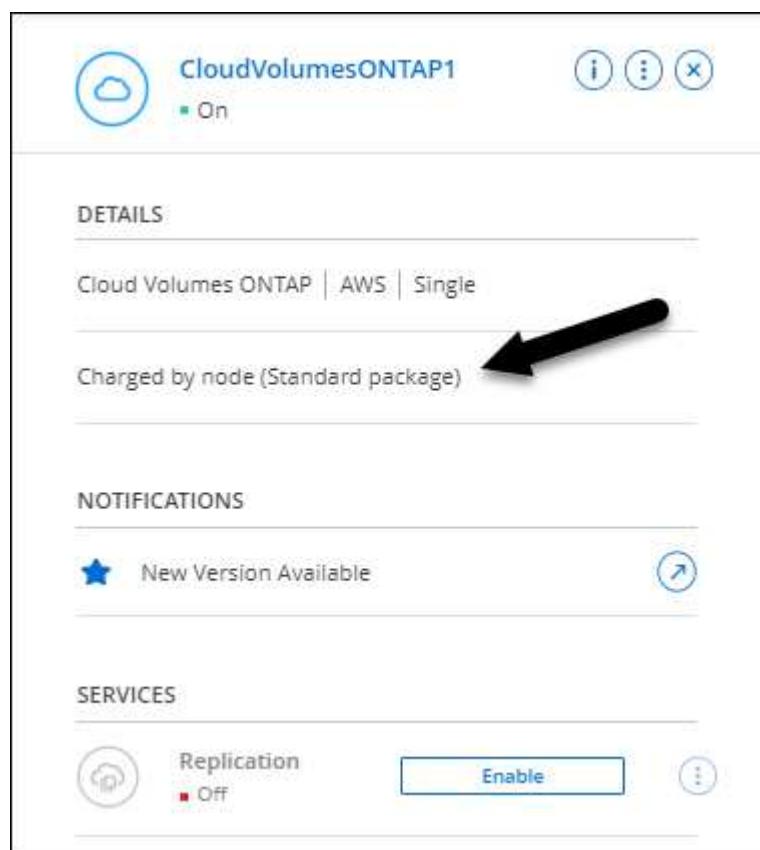 CloudVolumesONTAP1
On
DETAILS
Cloud Volumes ONTAP | AWS | Single
Charged by node (Standard package)
NOTIFICATIONS
New Version Available
SERVICES
Replication
Enable
Off